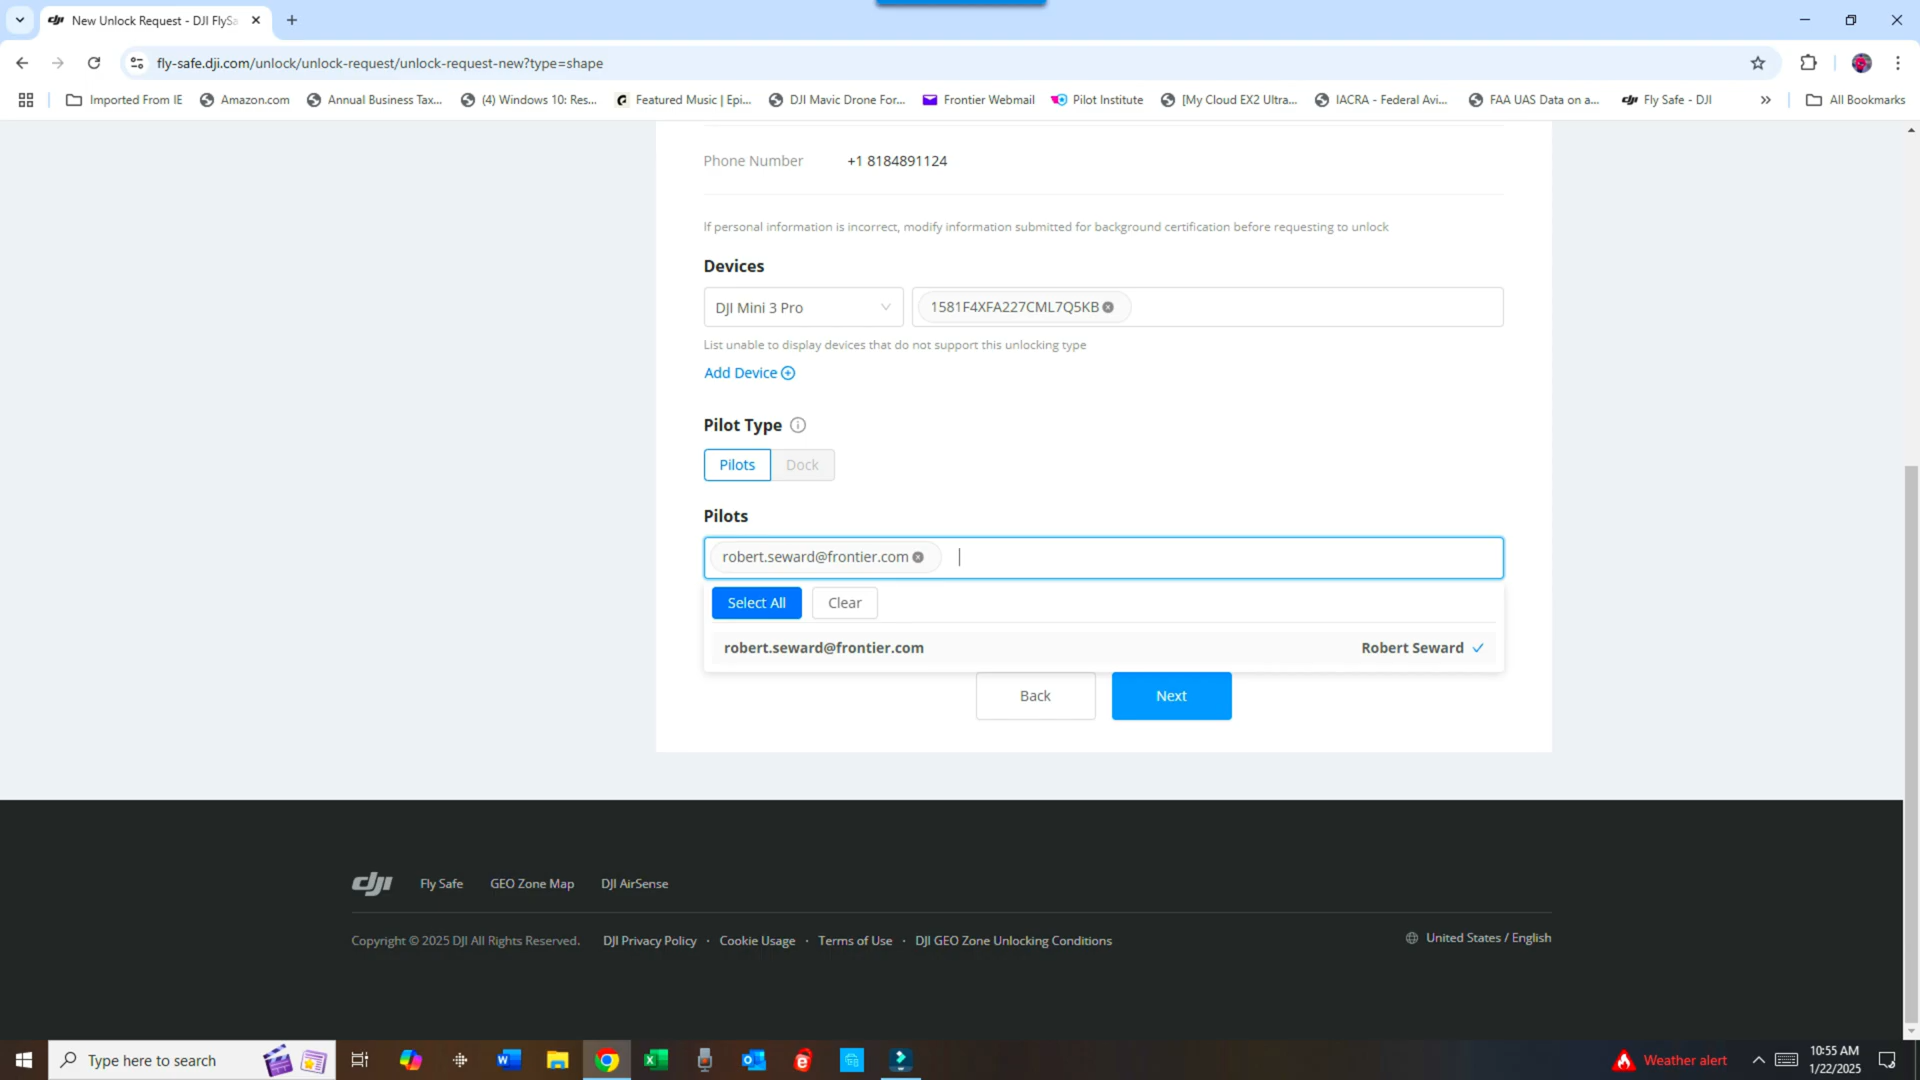 New Unlock Request - DJI FlySa
fly-safe.dji.com/unlock/unlock-request/unlock-request-new?type=shape
Imported From IE
Amazon.com
Annual Business Tax...
(4) Windows 10: Res...
Featured Music | Epi...
DJI Mavic Drone For...
Frontier Webmail
Pilot Institute
[My Cloud EX2 Ultra...
IACRA - Federal Avi...
FAA UAS Data on a...
Fly Safe - DJI
»
All Bookmarks
Phone Number +1 8184891124
If personal information is incorrect, modify information submitted for background certification before requesting to unlock
Devices
DJI Mini 3 Pro 1581F4XFA227CML7Q5KB
List unable to display devices that do not support this unlocking type
Add Device
Pilot Type
Pilots Dock
Pilots
robert.seward@frontier.com
Select All Clear
robert.seward@frontier.com Robert Seward
Back Next
dji Fly Safe GEO Zone Map DJI AirSense
Copyright © 2025 DJI All Rights Reserved. DJI Privacy Policy · Cookie Usage · Terms of Use · DJI GEO Zone Unlocking Conditions
United States / English
Type here to search
Weather alert
10:55 AM
1/22/2025